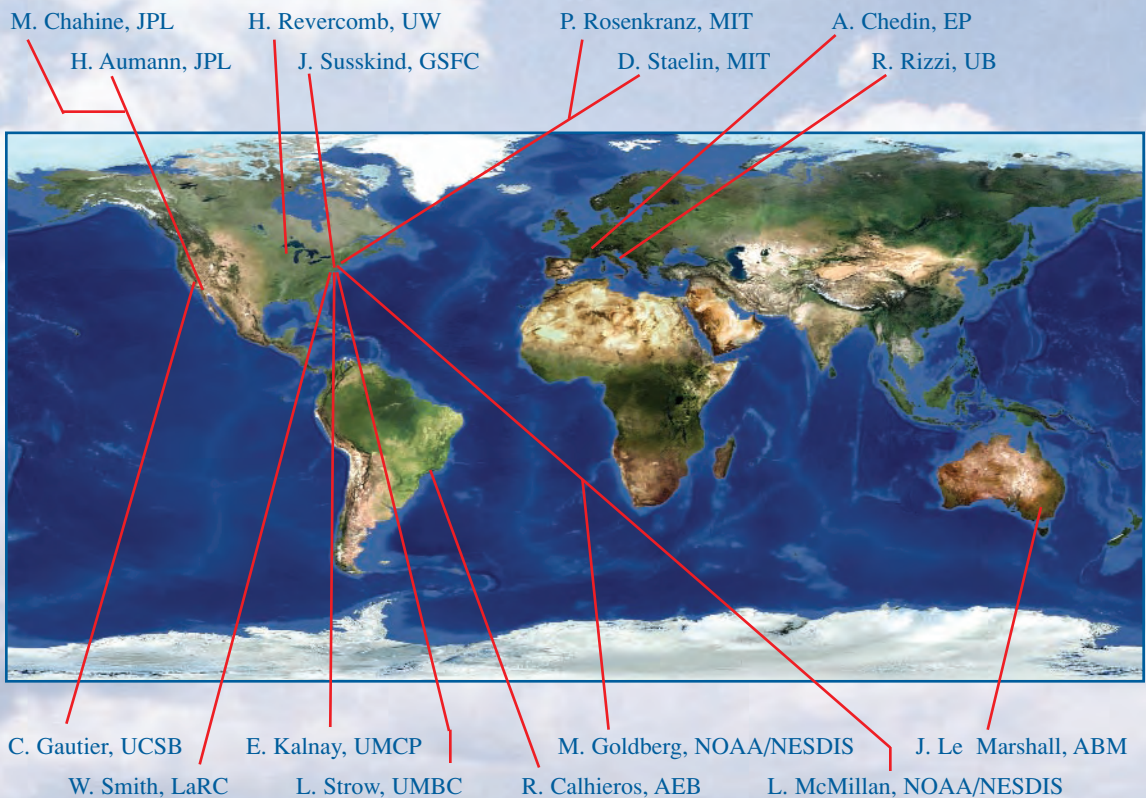 M. Chahine, JPL
H. Revercomb, UW
P. Rosenkranz, MIT
A. Chedin, EP
H. Aumann, JPL
J. Susskind, GSFC
D. Staelin, MIT
R. Rizzi, UB
C. Gautier, UCSB
E. Kalnay, UMCP
M. Goldberg, NOAA/NESDIS
J. Le Marshall, ABM
W. Smith, LaRC
L. Strow, UMBC
R. Calhieros, AEB
L. McMillan, NOAA/NESDIS